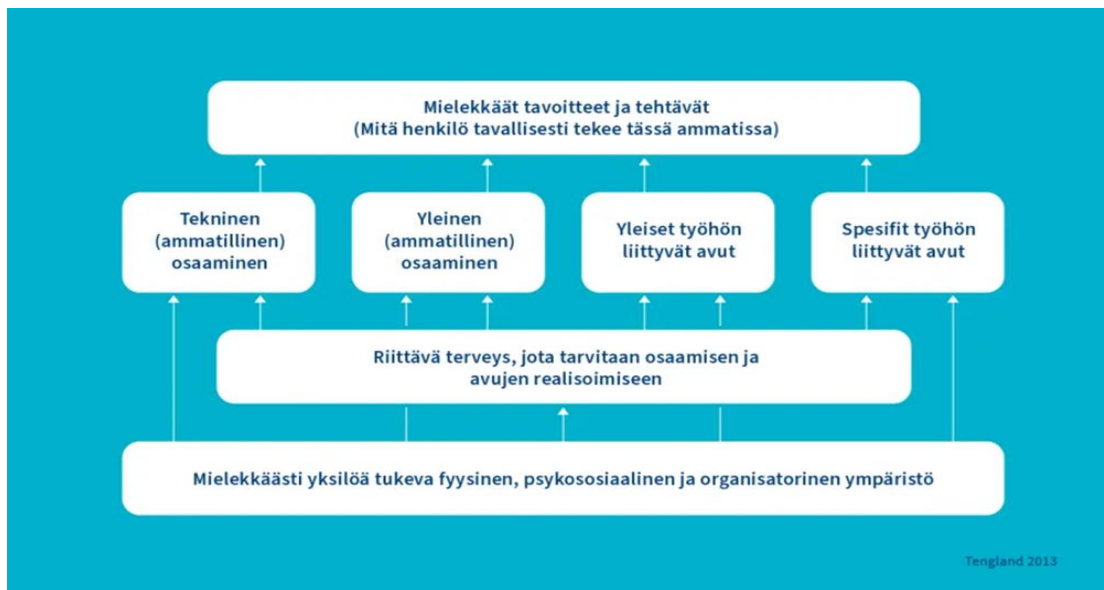 Mielekkäät tavoitteet ja tehtävät
(Mitä henkilö tavallisesti tekee tässä ammatissa)
Tekninen
(ammatillinen)
osaaminen
Yleinen
(ammatillinen)
osaaminen
Yleiset työhön
liittyvät avut
Spesifit työhön
liittyvät avut
Riittävä terveys, jota tarvitaan osaamisen ja
avujen realisoimiseen
Mielekkäästi yksilöä tukeva fyysinen, psykososiaalinen ja organisatorinen ympäristö
Tengland 2013